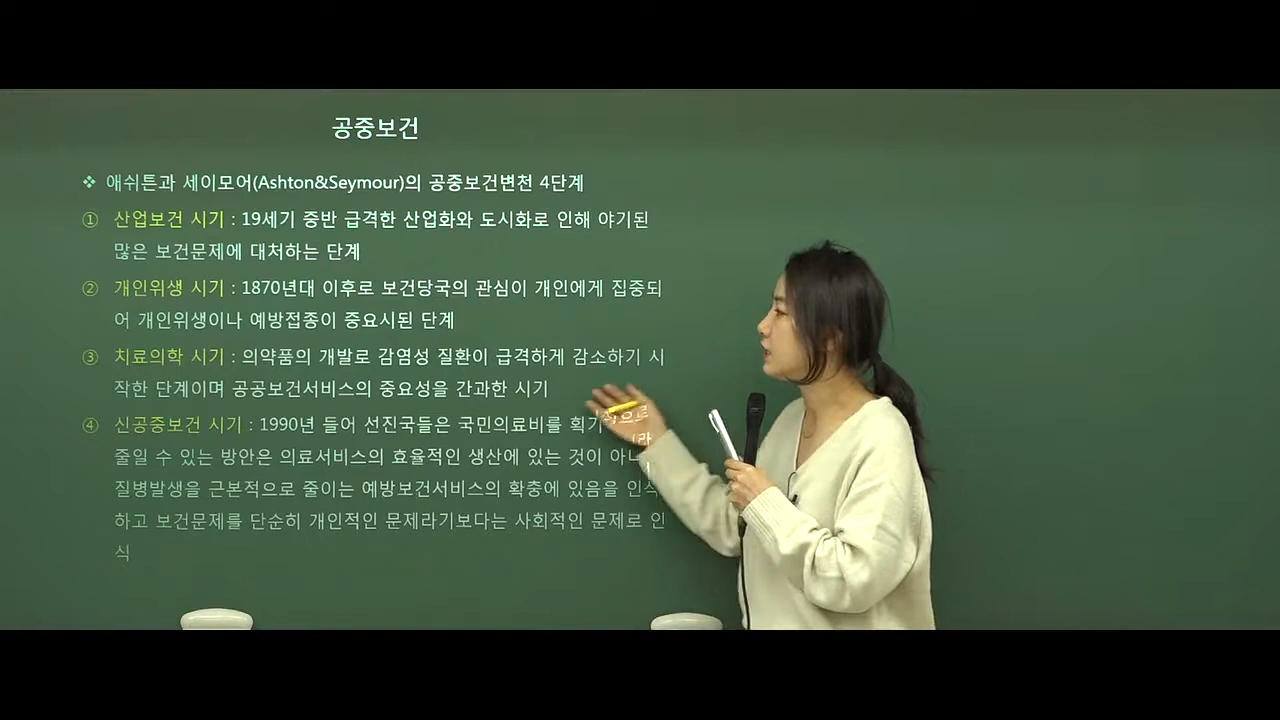 공중보건
❖ 애쉬튼과 세이모어(Ashton&Seymour)의 공중보건변천 4단계
① 산업보건 시기 : 19세기 중반 급격한 산업화와 도시화로 인해 야기된
많은 보건문제에 대처하는 단계
② 개인위생 시기 : 1870년대 이후로 보건당국의 관심이 개인에게 집중되
어 개인위생이나 예방접종이 중요시된 단계
③ 치료의학 시기 : 의약품의 개발로 감염성 질환이 급격하게 감소하기 시
작한 단계이며 공공보건서비스의 중요성을 간과한 시기
④ 신공중보건 시기 : 1990년 들어 선진국들은 국민의료비를 획기적으로
줄일 수 있는 방안은 의료서비스의 효율적인 생산에 있는 것이
질병발생을 근본적으로 줄이는 예방보건서비스의 확충에 있음을 인식
하고 보건문제를 단순히 개인적인 문제라기보다는 사회적인 문제로 인
식